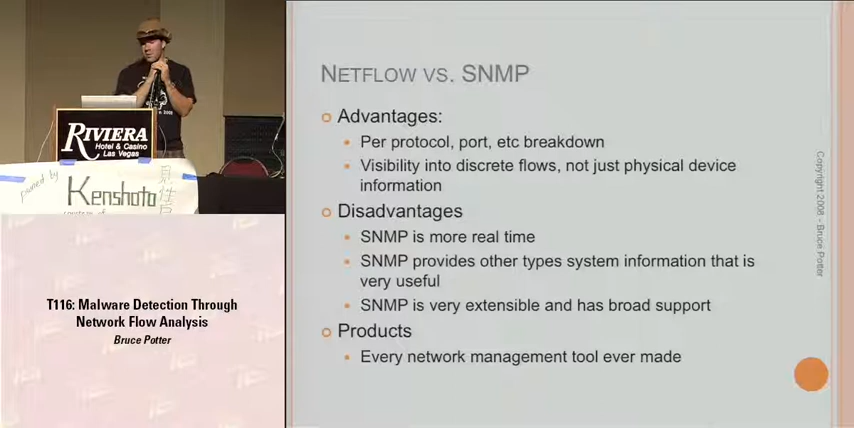 RIVIERA
Hotel & Casino
Las Vegas
owned by
Kenshoto
T116: Malware Detection Through
Network Flow Analysis
Bruce Potter
NETFLOW VS. SNMP
Advantages:
Per protocol, port, etc breakdown
Visibility into discrete flows, not just physical device
information
Disadvantages
SNMP is more real time
SNMP provides other types system information that is
very useful
SNMP is very extensible and has broad support
Products
Every network management tool ever made
Copyright 2008 - Bruce Potter